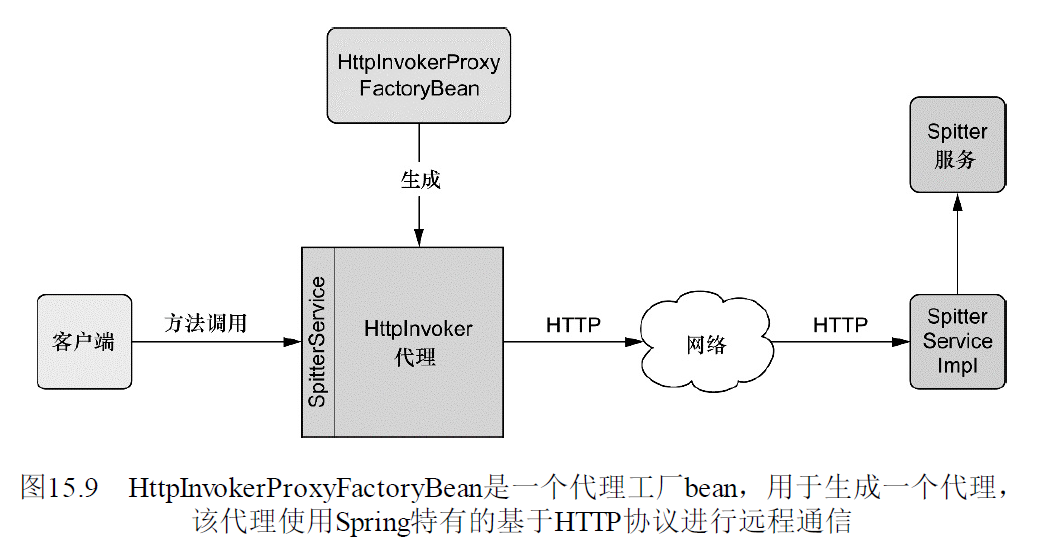 HttpInvokerProxy
FactoryBean
生成
Spitter
服务
客户端
方法调用
SpitterService
HttpInvoker
代理
HTTP
网络
HTTP
Spitter
Service
Impl
图15.9 HttpInvokerProxyFactoryBean是一个代理工厂bean，用于生成一个代理，
该代理使用Spring特有的基于HTTP协议进行远程通信